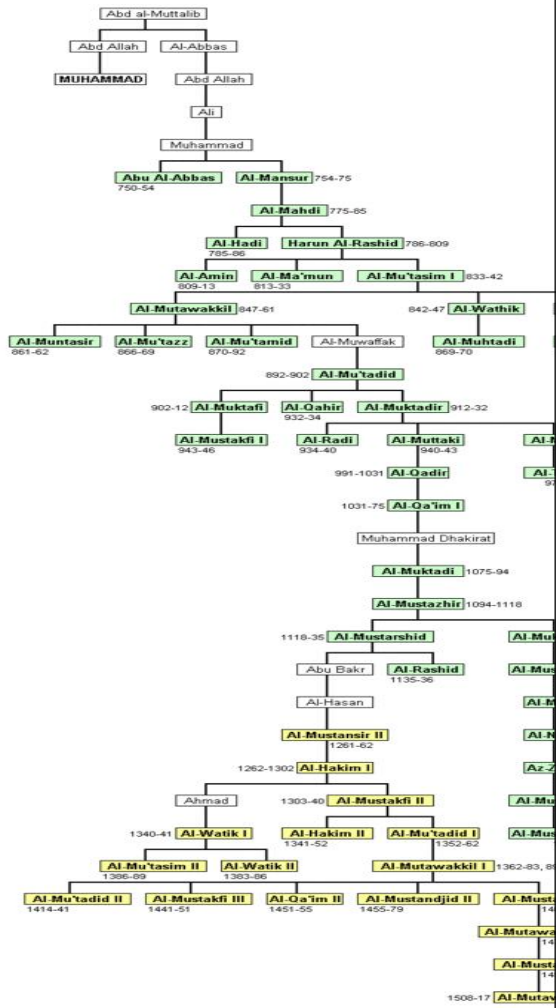 Abd al-Muttalib
Abd Allah Al-Abbas
MUHAMMAD Abd Allah
Ali
Muhammad
Abu Al-Abbas Al-Mansur 754-75
750-54
Al-Mahdi 775-85
Al-Hadi Harun Al-Rashid 786-809
785-86
Al-Amin Al-Ma'mun Al-Mu'tasim I 833-42
809-13 813-33
Al-Mutawakkil 847-61 842-47 Al-Wathik
Al-Muntasir Al-Mu'tazz Al-Mu'tamid Al-Muwaffak Al-Muhtadi
861-62 866-69 870-92 869-70
892-902 Al-Mu'tadid
902-12 Al-Muktafi Al-Qahir Al-Muktadir 912-32
932-34
Al-Mustakfi I Al-Radi Al-Muttaki
943-46 934-40 940-43
991-1031 Al-Qadir
1031-75 Al-Qa'im I
Muhammad Dhakirat
Al-Muktadi 1075-94
Al-Mustazhir 1094-1118
1118-35 Al-Mustarshid
Abu Bakr Al-Rashid
1135-36
Al-Hasan
Al-Mustansir II
1261-62
1262-1302 Al-Hakim I
Ahmad 1303-40 Al-Mustakfi II
1340-41 Al-Watik I Al-Hakim II Al-Mu'tadid I
1341-52 1352-62
Al-Mu'tasim II Al-Watik II Al-Mutawakkil I 1362-83,
1386-89 1383-86
Al-Mu'tadid II Al-Mustakfi III Al-Qa'im II Al-Mustandjid II
1414-41 1441-51 1451-55 1455-79
1508-17